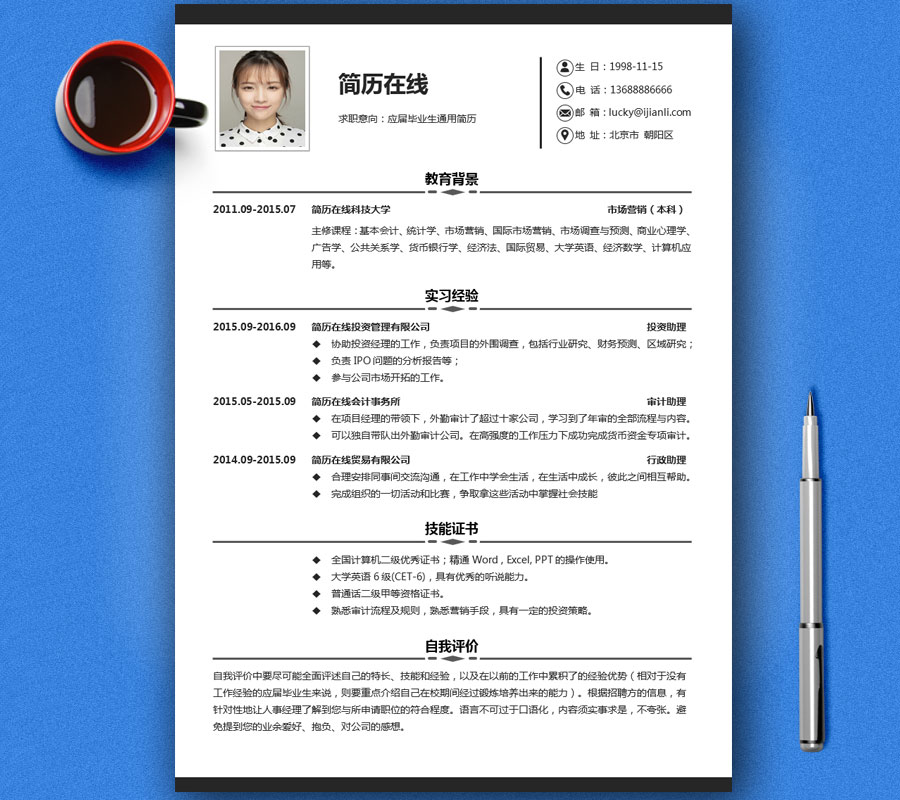 简历在线
求职意向：应届毕业生通用简历
生 日：1998-11-15
电 话：13688886666
邮 箱：lucky@ijianli.com
地 址：北京市 朝阳区
教育背景
2011.09-2015.07 简历在线科技大学 市场营销（本科）
主修课程：基本会计、统计学、市场营销、国际市场营销、市场调查与预测、商业心理学、
广告学、公共关系学、货币银行学、经济法、国际贸易、大学英语、经济数学、计算机应
用等。
实习经验
2015.09-2016.09 简历在线投资管理有限公司 投资助理
◆ 协助投资经理的工作，负责项目的外围调查，包括行业研究、财务预测、区域研究；
◆ 负责 IPO 问题的分析报告等；
◆ 参与公司市场开拓的工作。
2015.05-2015.09 简历在线会计事务所 审计助理
◆ 在项目经理的带领下，外勤审计了超过十家公司，学习到了年审的全部流程与内容。
◆ 可以独自带队出外勤审计公司。在高强度的工作压力下成功完成货币资金专项审计。
2014.09-2015.09 简历在线贸易有限公司 行政助理
◆ 合理安排同事间交流沟通，在工作中学会生活，在生活中成长，彼此之间相互帮助。
◆ 完成组织的一切活动和比赛，争取拿这些活动中掌握社会技能
技能证书
◆ 全国计算机二级优秀证书；精通 Word , Excel, PPT 的操作使用。
◆ 大学英语 6 级(CET-6)，具有优秀的听说能力。
◆ 普通话二级甲等资格证书。
◆ 熟悉审计流程及规则，熟悉营销手段，具有一定的投资策略。
自我评价
自我评价中要尽可能全面评述自己的特长、技能和经验，以及在以前的工作中累积了的经验优势（相对于没有
工作经验的应届毕业生来说，则要重点介绍自己在校期间经过锻炼培养出来的能力）。根据招聘方的信息，有
针对性地让人事经理了解到您与所申请职位的符合程度。语言不可过于口语化，内容须实事求是，不夸张。避
免提到您的业余爱好、抱负、对公司的感想。